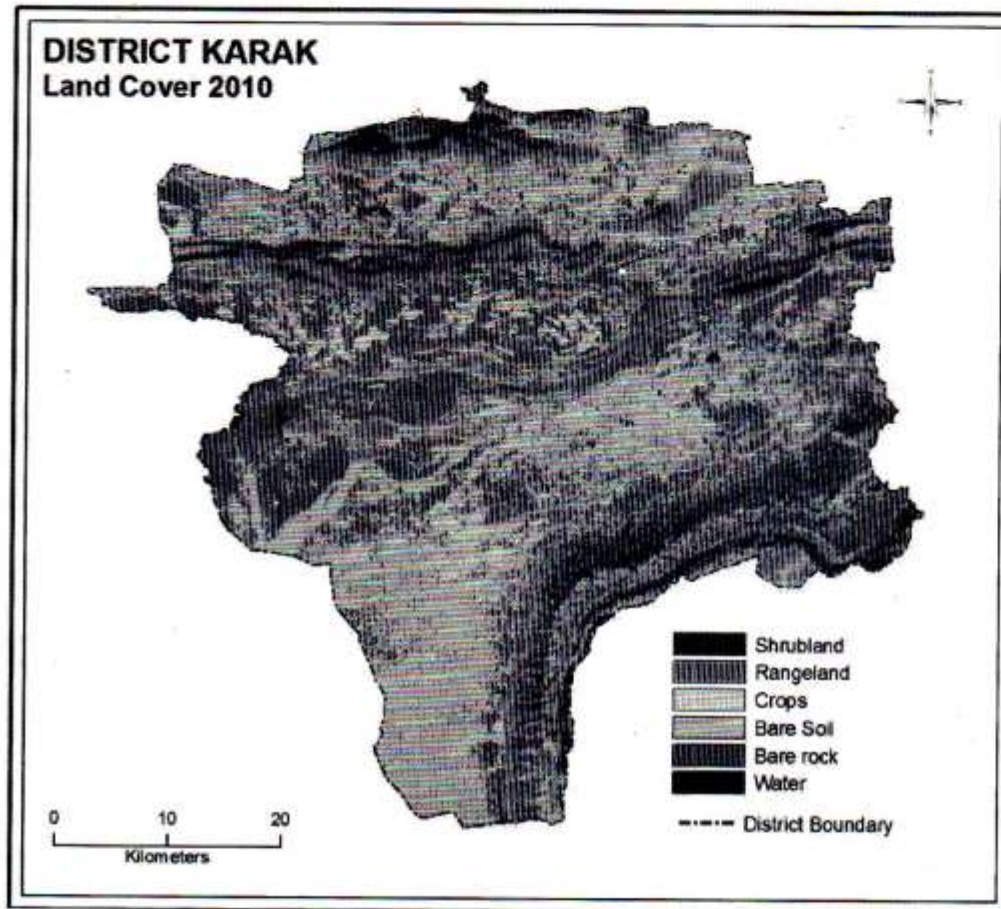 DISTRICT KARAK
Land Cover 2010
Shrubland
Rangeland
Crops
Bare Soil
Bare rock
Water
District Boundary
0 10 20
Kilometers